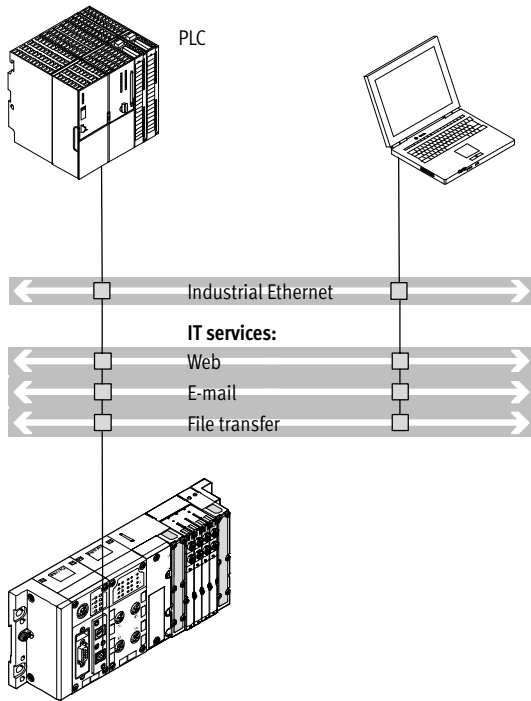 PLC
Industrial Ethernet
IT services:
Web
E-mail
File transfer